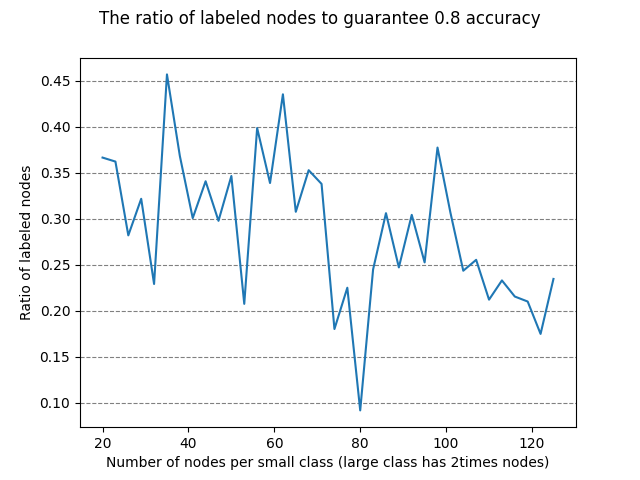 The ratio of labeled nodes to guarantee 0.8 accuracy
0.45
0.40
0.35
0.30
0.25
0.20
0.15
0.10
Ratio of labeled nodes
20 40 60 80 100 120
Number of nodes per small class (large class has 2times nodes)